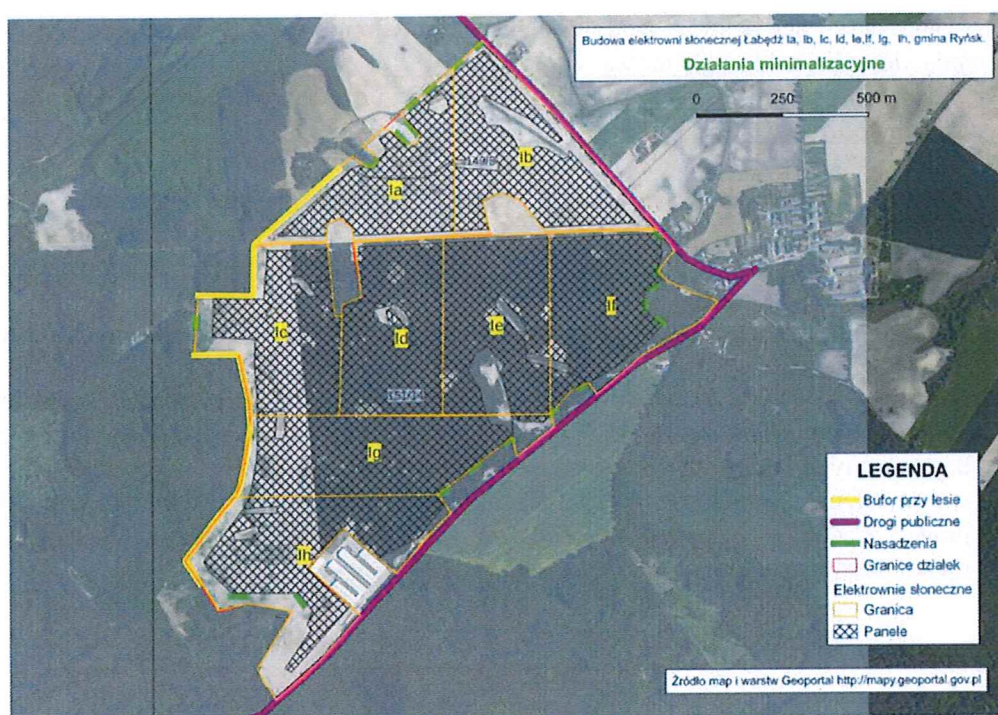 Budowa elektrowni słonecznej Łabędź Ia, Ib, Ic, Id, Ie,If, Ig, Ih, gmina Ryńsk.
Działania minimalizacyjne
0 250 500 m
149/5
Ib
Ia
Ic
Id
Ie
If
Ig
Ih
LEGENDA
Bufor przy lesie
Drogi publiczne
Nasadzenia
Granice działek
Elektrownie słoneczne
Granica
Panele
Źródło map i warstw Geoportal http://mapy.geoportal.gov.pl